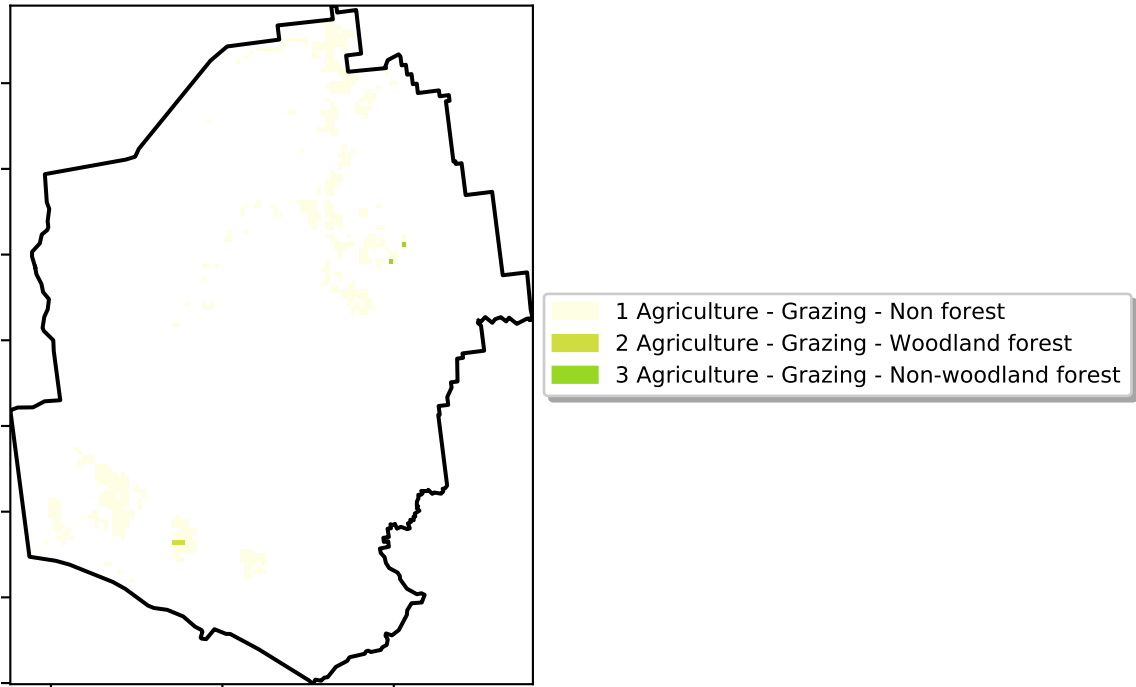 1 Agriculture - Grazing - Non forest
2 Agriculture - Grazing - Woodland forest
3 Agriculture - Grazing - Non-woodland forest